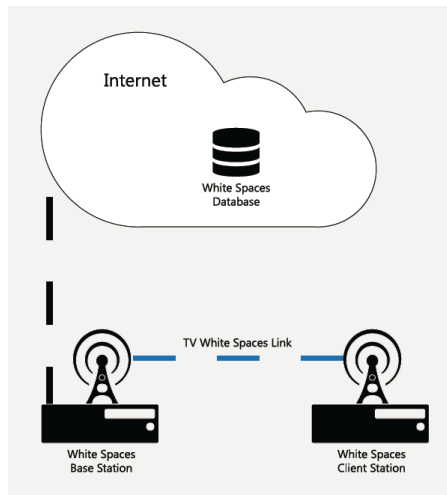 Internet
White Spaces
Database
TV White Spaces Link
White Spaces
Base Station
White Spaces
Client Station